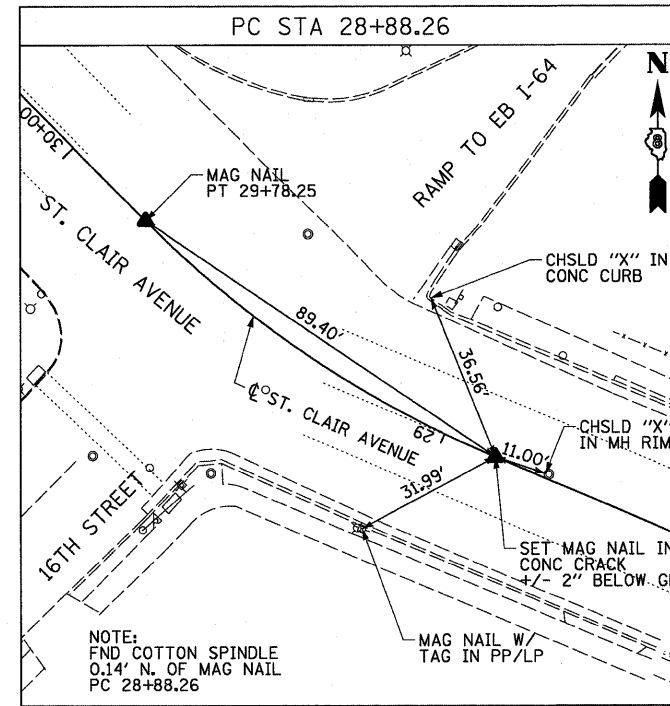 PC STA 28+88.26
N
8
RAMP TO EB I-64
30+00
MAG NAIL
PT 29+78.25
ST. CLAIR AVENUE
CHSLD "X" IN
CONC CURB
89.40'
36.56'
℄ ST. CLAIR AVENUE
29
CHSLD "X"
IN MH RIM
11.00'
31.99'
16TH STREET
SET MAG NAIL IN
CONC CRACK
+/- 2" BELOW
MAG NAIL W/
TAG IN PP/LP
NOTE:
FND COTTON SPINDLE
0.14' N. OF MAG NAIL
PC 28+88.26